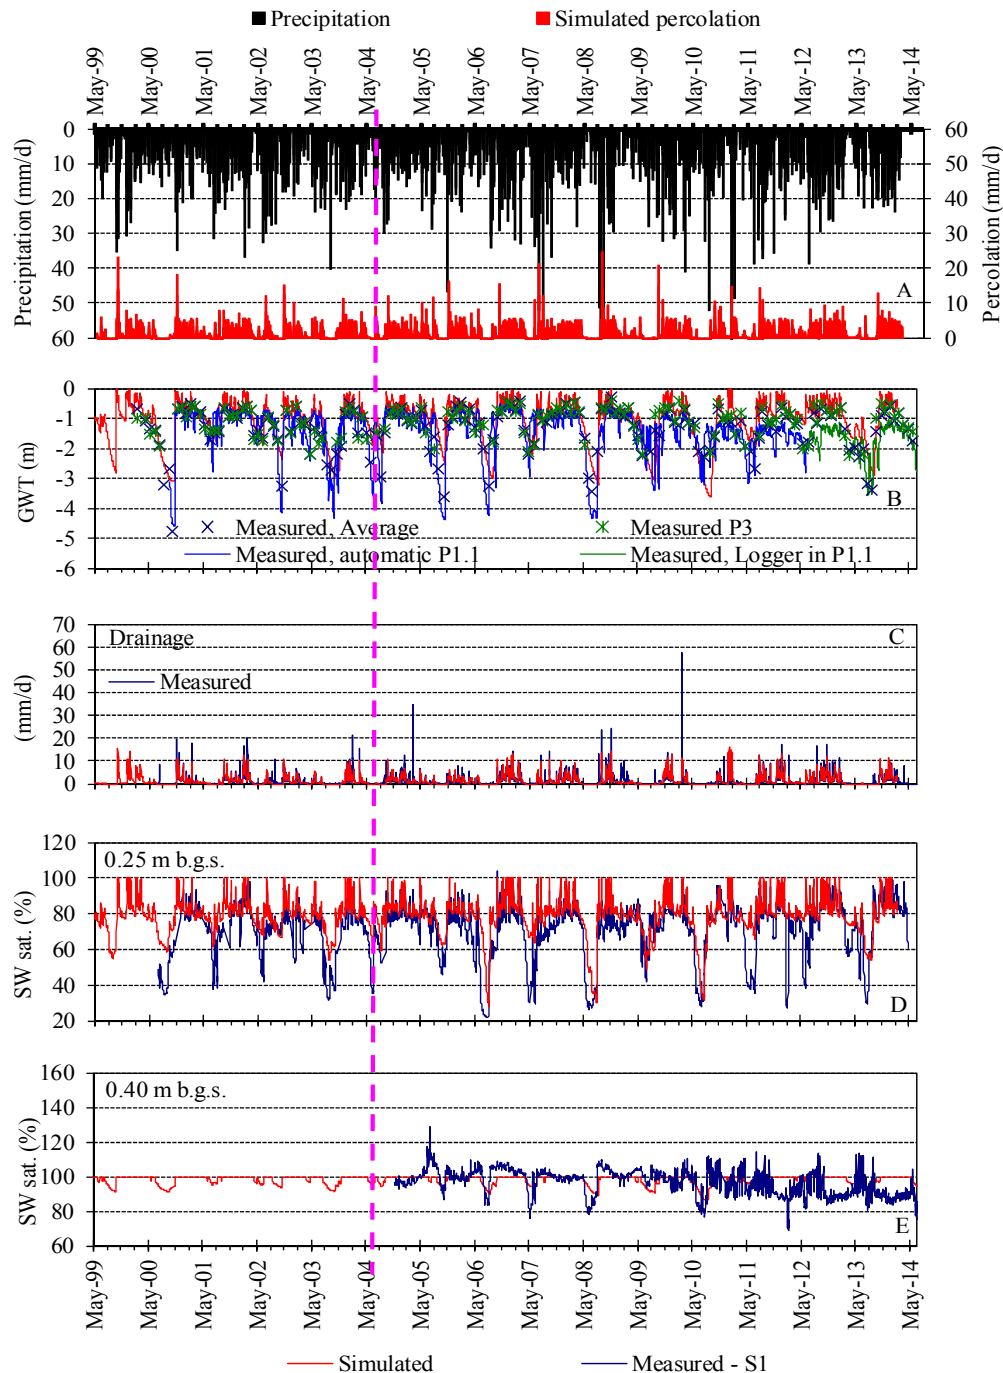 Precipitation Simulated percolation
May-99 May-00 May-01 May-02 May-03 May-04 May-05 May-06 May-07 May-08 May-09 May-10 May-11 May-12 May-13 May-14
Precipitation (mm/d)
0
10
20
30
40
50
60
60
50
40
30
20
10
0
Percolation (mm/d)
A
GWT (m)
0
-1
-2
-3
-4
-5
-6
B
Measured, Average Measured P3
Measured, automatic P1.1 Measured, Logger in P1.1
(mm/d)
70
60
50
40
30
20
10
0
Drainage C
Measured
SW sat. (%)
120
100
80
60
40
20
0.25 m b.g.s.
D
SW sat. (%)
160
140
120
100
80
60
0.40 m b.g.s.
E
May-99 May-00 May-01 May-02 May-03 May-04 May-05 May-06 May-07 May-08 May-09 May-10 May-11 May-12 May-13 May-14
Simulated Measured - S1